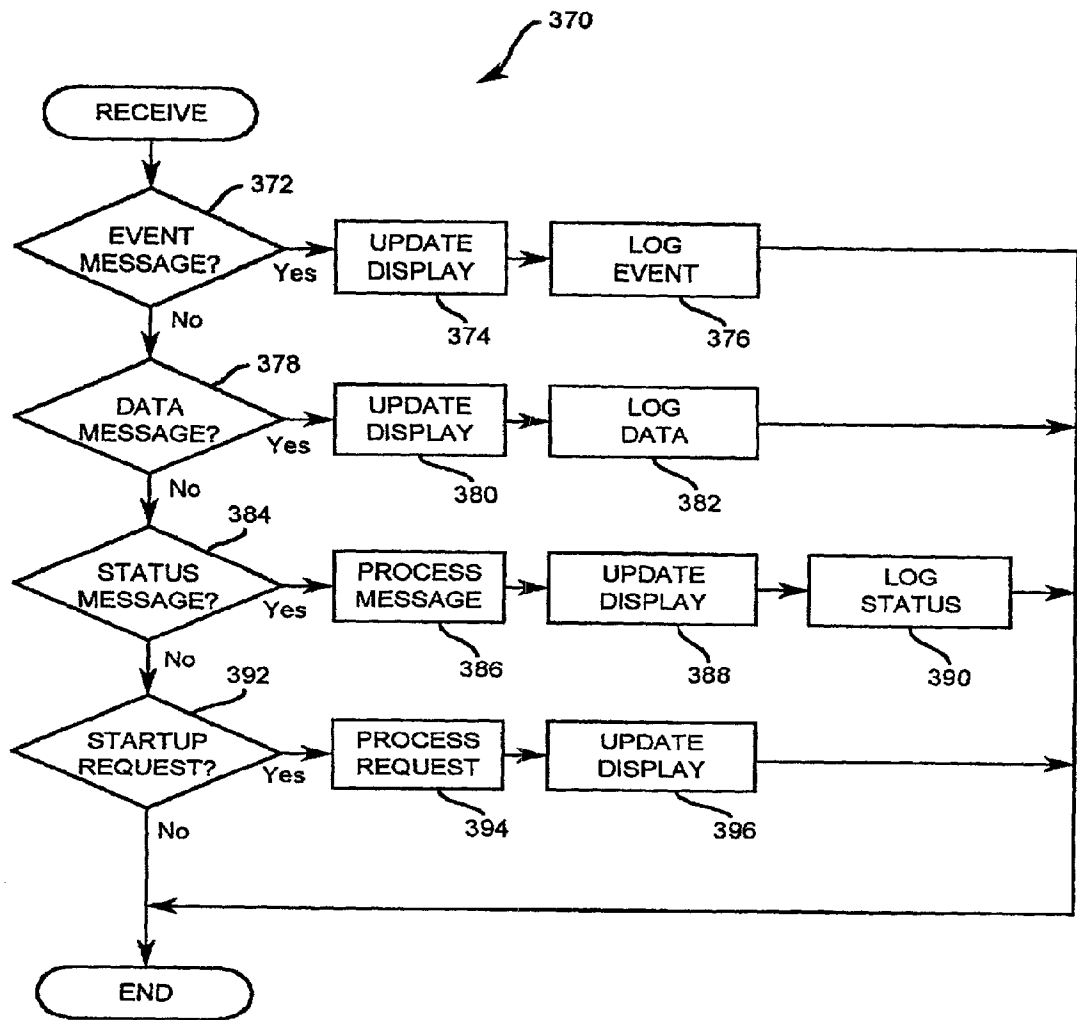 370
RECEIVE
372
EVENT
MESSAGE?
Yes
UPDATE
DISPLAY
374
LOG
EVENT
376
No
378
DATA
MESSAGE?
Yes
UPDATE
DISPLAY
380
LOG
DATA
382
No
384
STATUS
MESSAGE?
Yes
PROCESS
MESSAGE
386
UPDATE
DISPLAY
388
LOG
STATUS
390
No
392
STARTUP
REQUEST?
Yes
PROCESS
REQUEST
394
UPDATE
DISPLAY
396
No
END